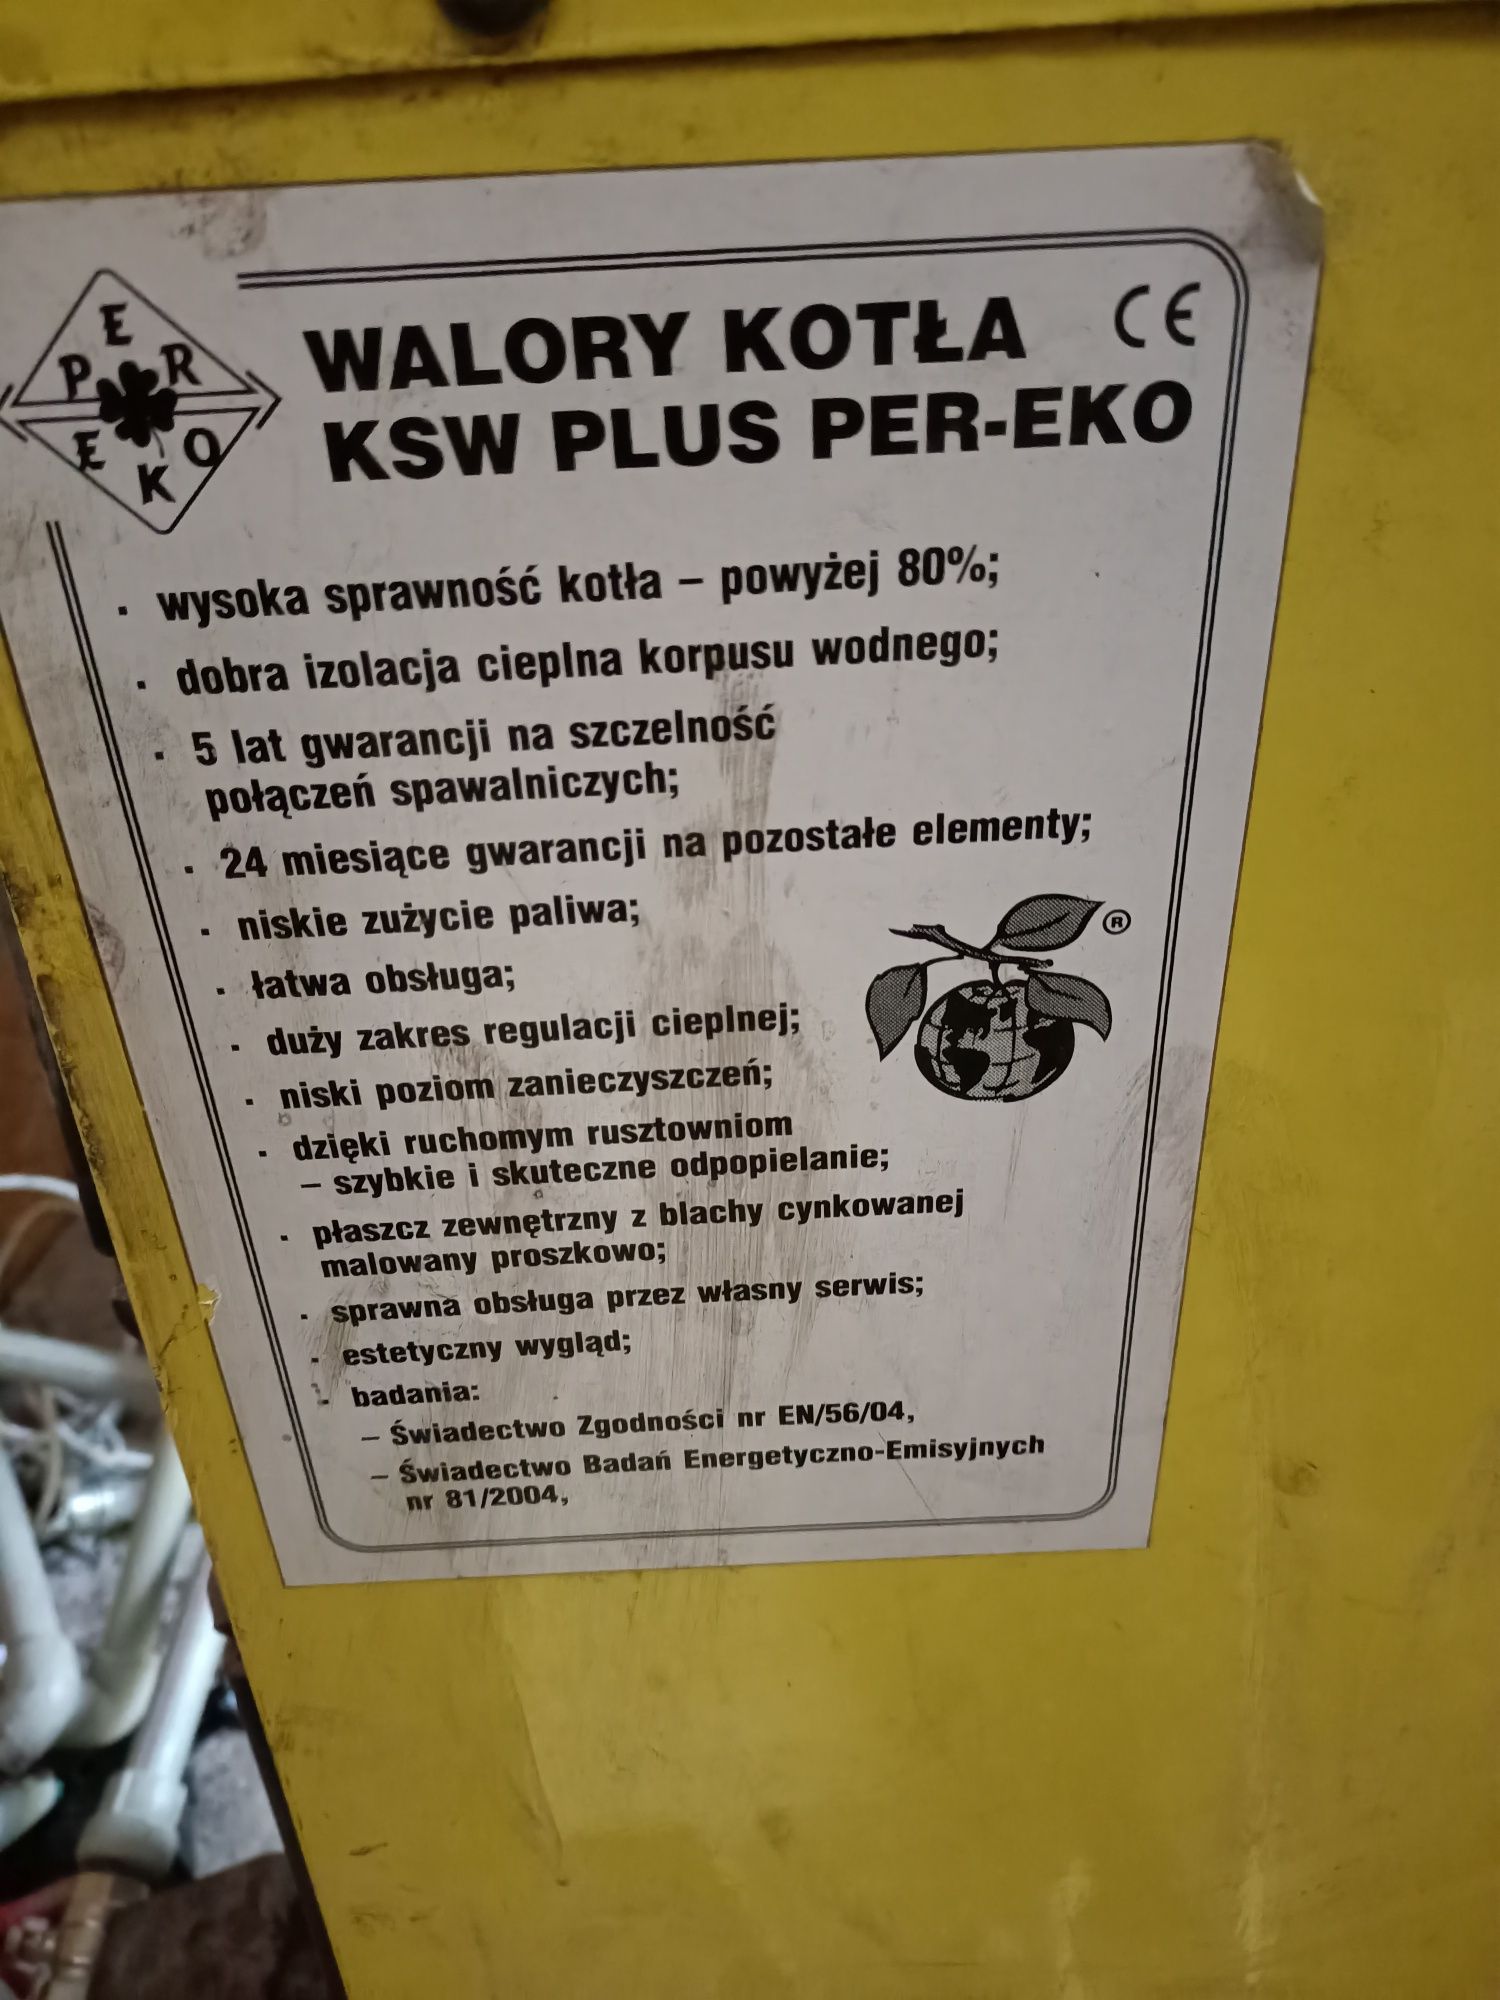 PER
EKO
WALORY KOTŁA CE
KSW PLUS PER-EKO
· wysoka sprawność kotła – powyżej 80%;
· dobra izolacja cieplna korpusu wodnego;
· 5 lat gwarancji na szczelność
połączeń spawalniczych;
· 24 miesiące gwarancji na pozostałe elementy;
· niskie zużycie paliwa;
· łatwa obsługa;
®
· duży zakres regulacji cieplnej;
· niski poziom zanieczyszczeń;
· dzięki ruchomym rusztowniom
– szybkie i skuteczne odpopielanie;
· płaszcz zewnętrzny z blachy cynkowanej
malowany proszkowo;
· sprawna obsługa przez własny serwis;
· estetyczny wygląd;
· badania:
– Świadectwo Zgodności nr EN/56/04,
– Świadectwo Badań Energetyczno-Emisyjnych
nr 81/2004,